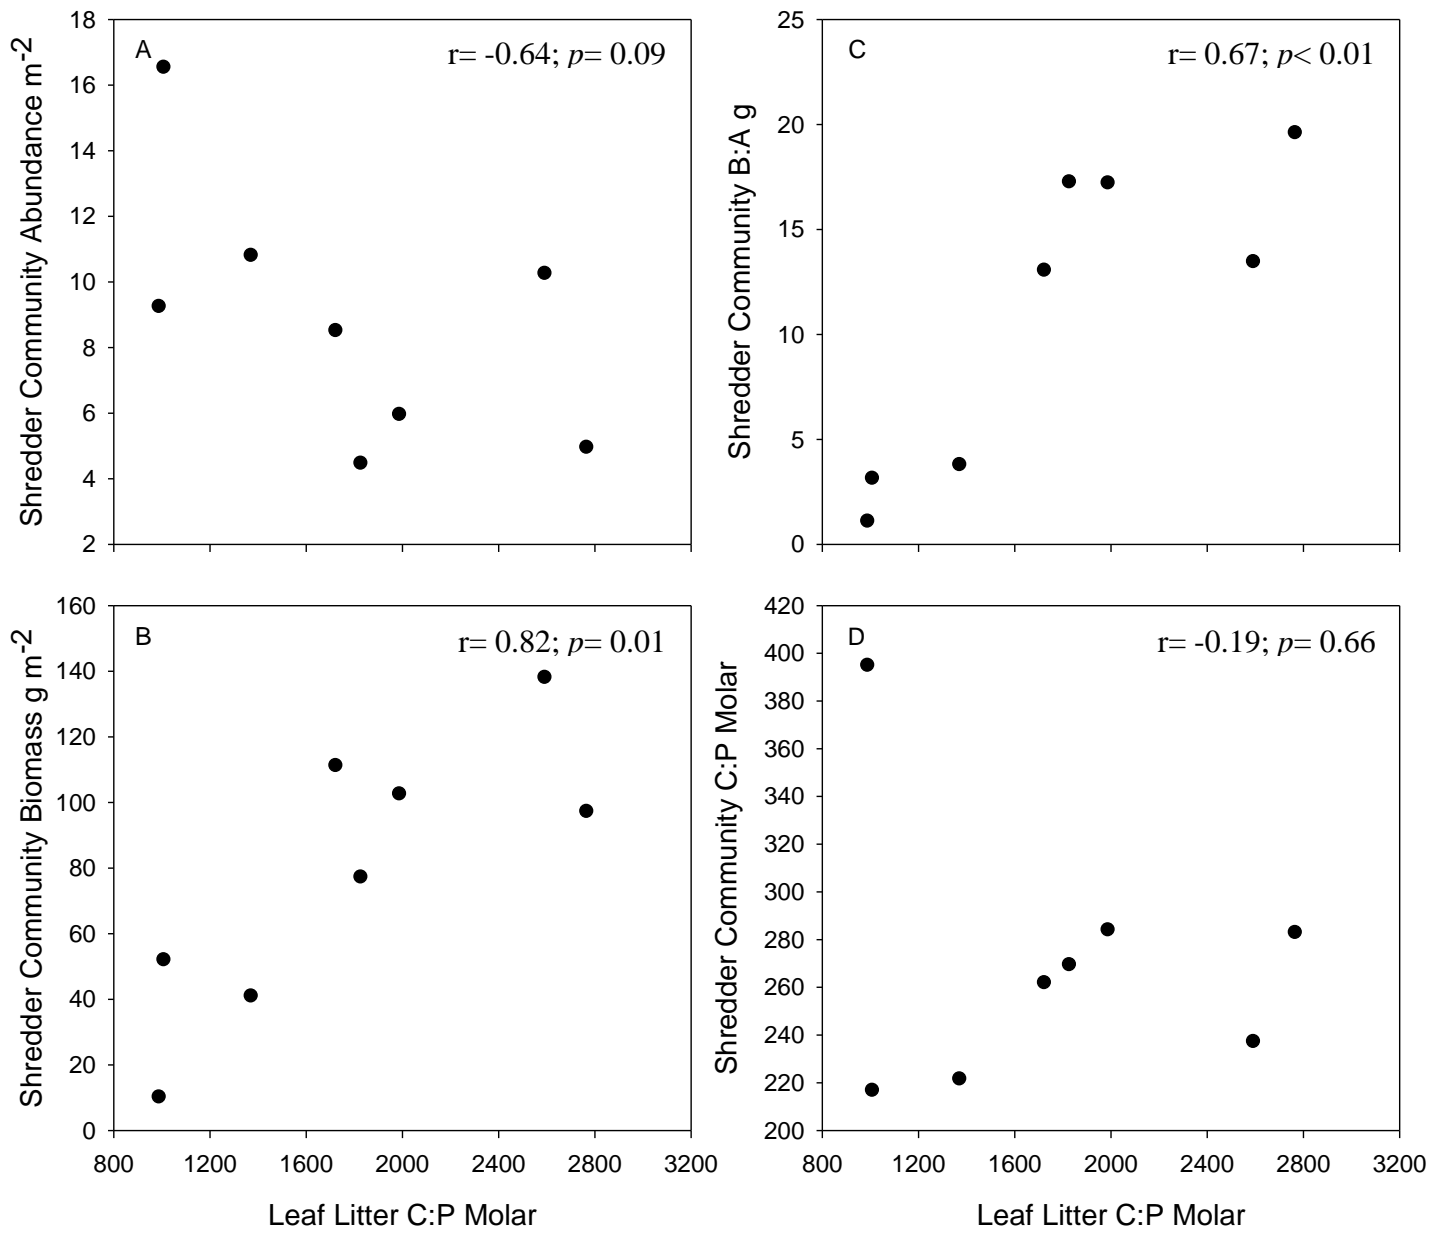 A
r= -0.64; p= 0.09
Shredder Community Abundance m-2
18
16
14
12
10
8
6
4
2
C
r= 0.67; p< 0.01
Shredder Community B:A g
25
20
15
10
5
0
B
r= 0.82; p= 0.01
Shredder Community Biomass g m-2
160
140
120
100
80
60
40
20
0
800 1200 1600 2000 2400 2800 3200
Leaf Litter C:P Molar
D
r= -0.19; p= 0.66
Shredder Community C:P Molar
420
400
380
360
340
320
300
280
260
240
220
200
800 1200 1600 2000 2400 2800 3200
Leaf Litter C:P Molar